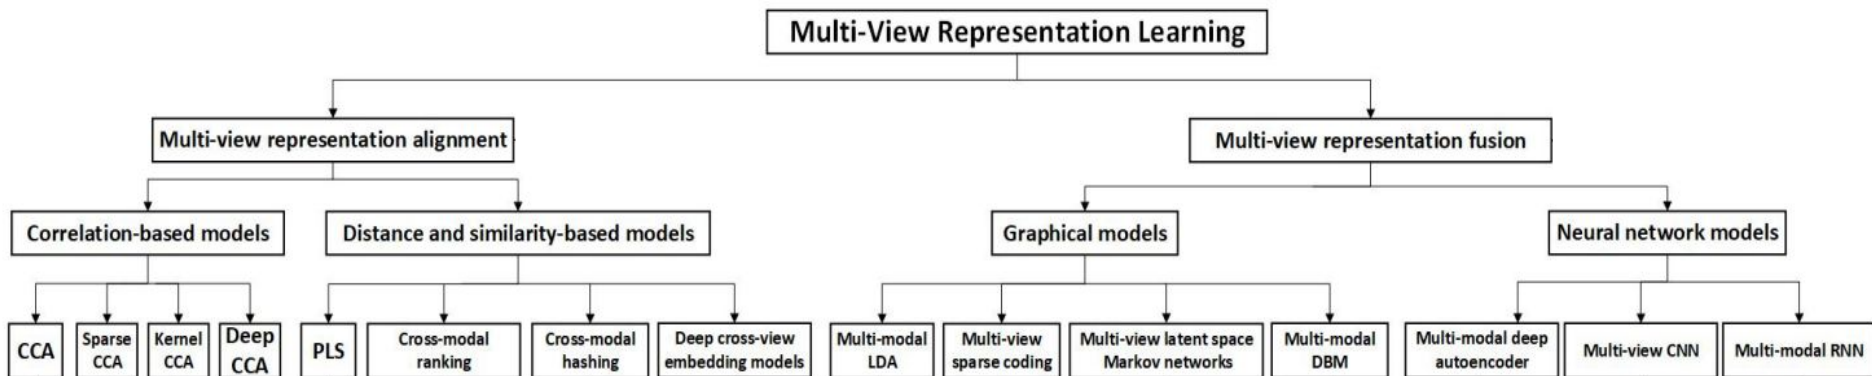 Multi-View Representation Learning
Multi-view representation alignment
Multi-view representation fusion
Correlation-based models
Distance and similarity-based models
Graphical models
Neural network models
CCA
Sparse
CCA
Kernel
CCA
Deep
CCA
PLS
Cross-modal
ranking
Cross-modal
hashing
Deep cross-view
embedding models
Multi-modal
LDA
Multi-view
sparse coding
Multi-view latent space
Markov networks
Multi-modal
DBM
Multi-modal deep
autoencoder
Multi-view CNN
Multi-modal RNN